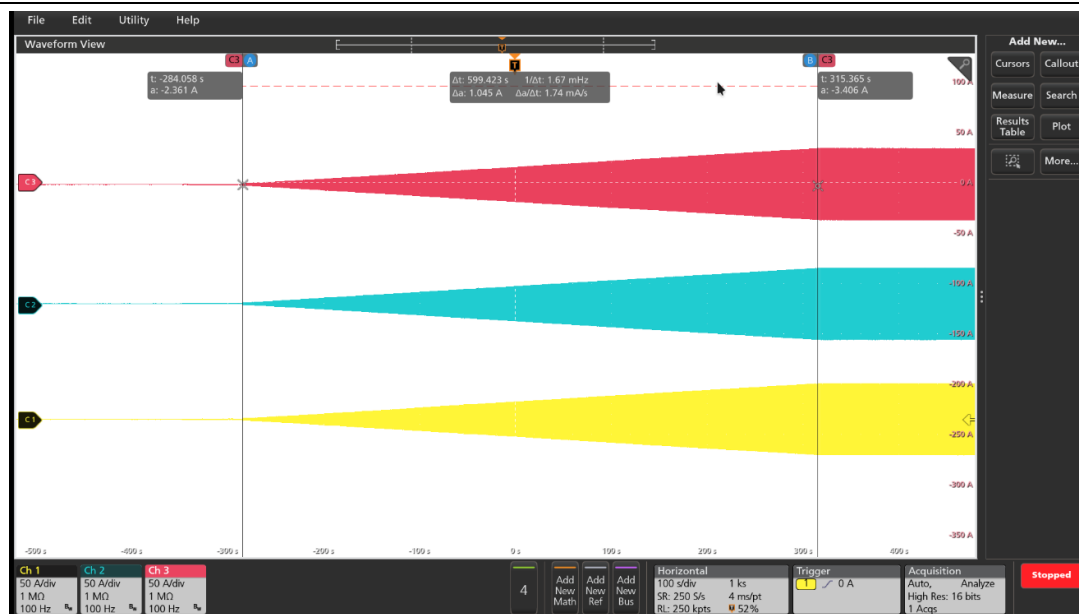 File Edit Utility Help
Waveform View
Add New...
Cursors Callout
Measure Search
Results Table Plot
More...
C3 A
B C3
T
t: -284.058 s
a: -2.361 A
Δt: 599.423 s 1/Δt: 1.67 mHz
Δa: 1.045 A Δa/Δt: 1.74 mA/s
t: 315.365 s
a: -3.406 A
100 A
50 A
C3
0 A
-50 A
-100 A
C2
-150 A
-200 A
C1
-250 A
-300 A
-350 A
-500 s -400 s -300 s -200 s -100 s 0 s 100 s 200 s 300 s 400 s
Ch 1
50 A/div
1 MΩ
100 Hz
Ch 2
50 A/div
1 MΩ
100 Hz
Ch 3
50 A/div
1 MΩ
100 Hz
4
Add New Math
Add New Ref
Add New Bus
Horizontal
100 s/div 1 ks
SR: 250 S/s 4 ms/pt
RL: 250 kpts 52%
Trigger
1 0 A
Acquisition
Auto, Analyze
High Res: 16 bits
1 Acqs
Stopped